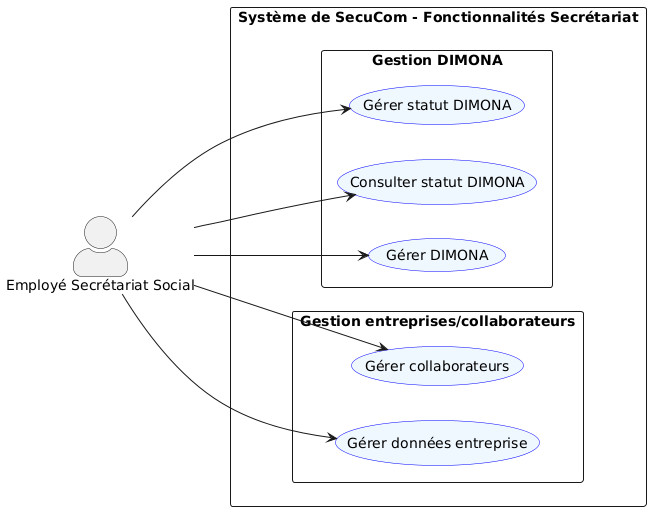 Système de SecuCom - Fonctionnalités Secrétariat
Gestion DIMONA
Gérer statut DIMONA
Consulter statut DIMONA
Gérer DIMONA
Employé Secrétariat Social
Gestion entreprises/collaborateurs
Gérer collaborateurs
Gérer données entreprise